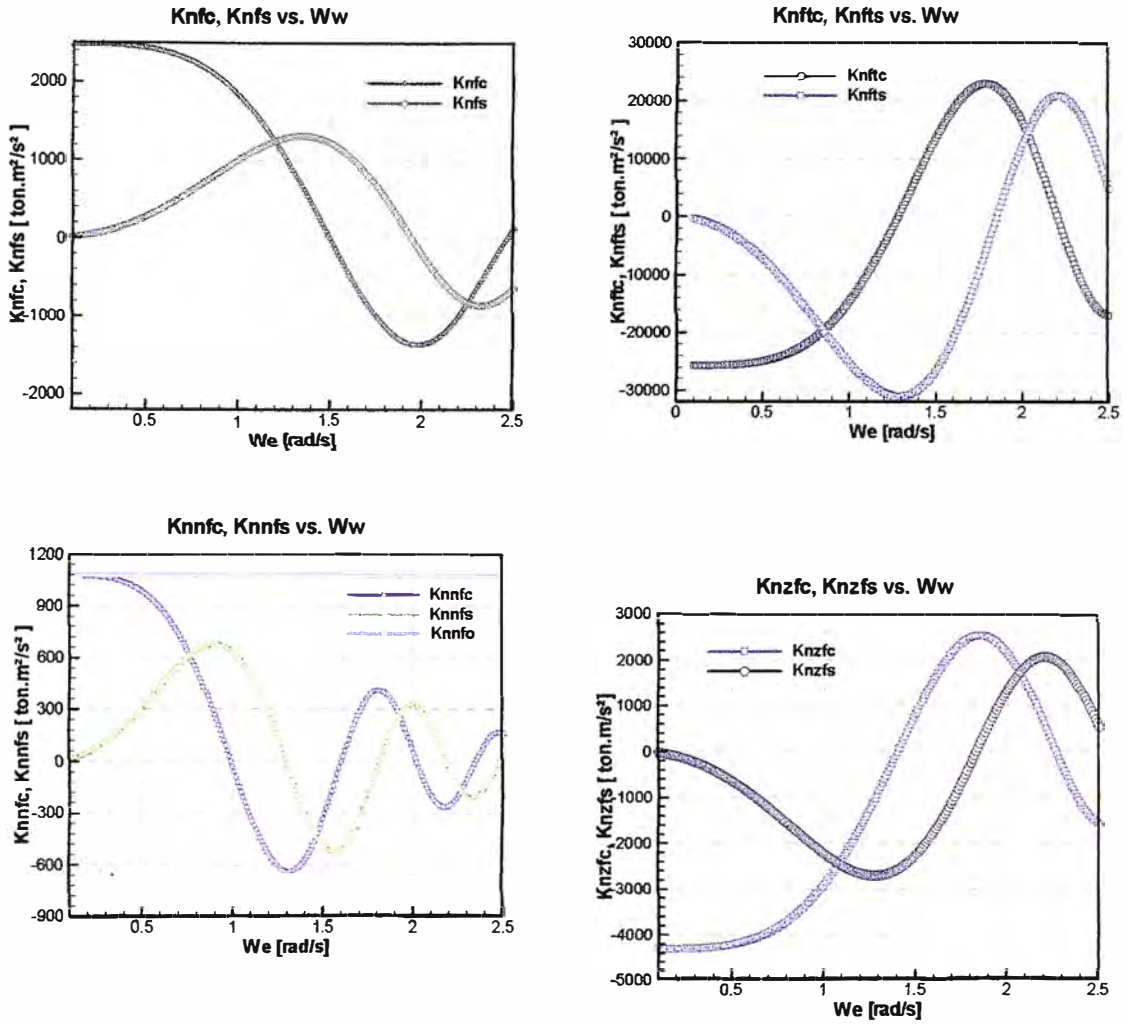 Knfc, Knfs vs. Ww
Knfc, Knfs [ ton.m²/s² ]
2000
1000
0
-1000
-2000
Knfc
Knfs
0.5
1
1.5
2
2.5
We [rad/s]
Knftc, Knfts vs. Ww
Knftc, Knfts [ ton.m²/s² ]
30000
20000
10000
0
-10000
-20000
-30000
Knftc
Knfts
0
0.5
1
1.5
2
2.5
We [rad/s]
Knnfc, Knnfs vs. Ww
Knnfc, Knnfs [ ton.m²/s² ]
1200
900
600
300
0
-300
-600
-900
Knnfc
Knnfs
Knnfo
0.5
1
1.5
2
2.5
We [rad/s]
Knzfc, Knzfs vs. Ww
Knzfc, Knzfs [ ton.m/s² ]
3000
2000
1000
0
-1000
-2000
-3000
-4000
-5000
Knzfc
Knzfs
0.5
1
1.5
2
2.5
We [rad/s]